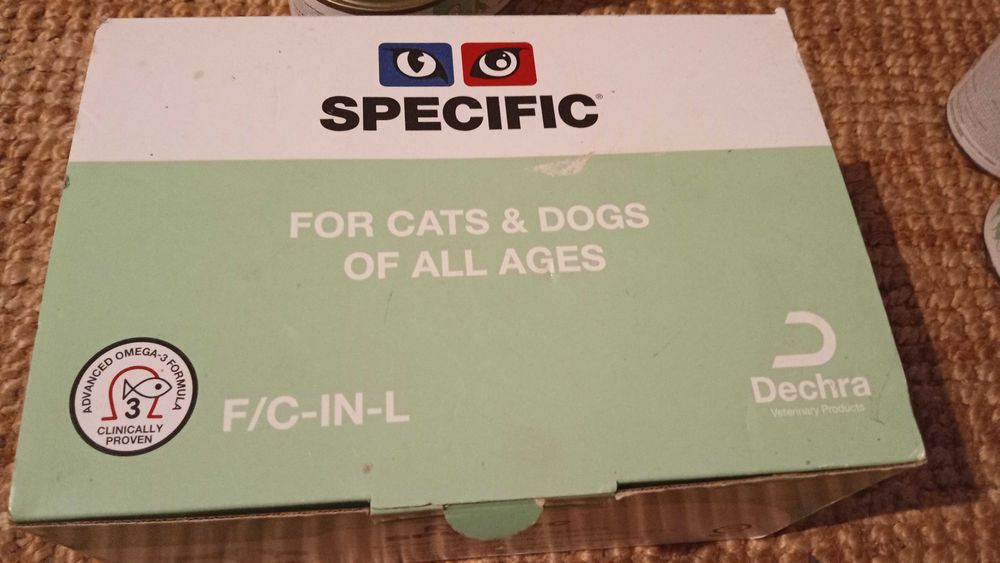 SPECIFIC®
FOR CATS & DOGS
OF ALL AGES
ADVANCED OMEGA-3 FORMULA
3
CLINICALLY
PROVEN
F/C-IN-L
Dechra
Veterinary Products